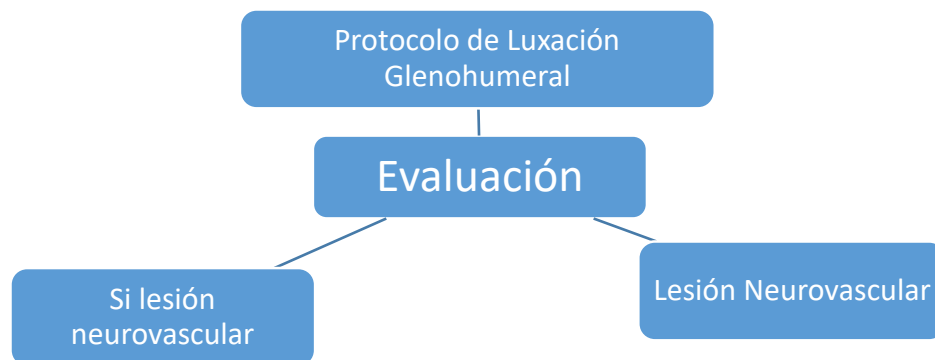 Protocolo de Luxación
Glenohumeral
Evaluación
Si lesión
neurovascular
Lesión Neurovascular